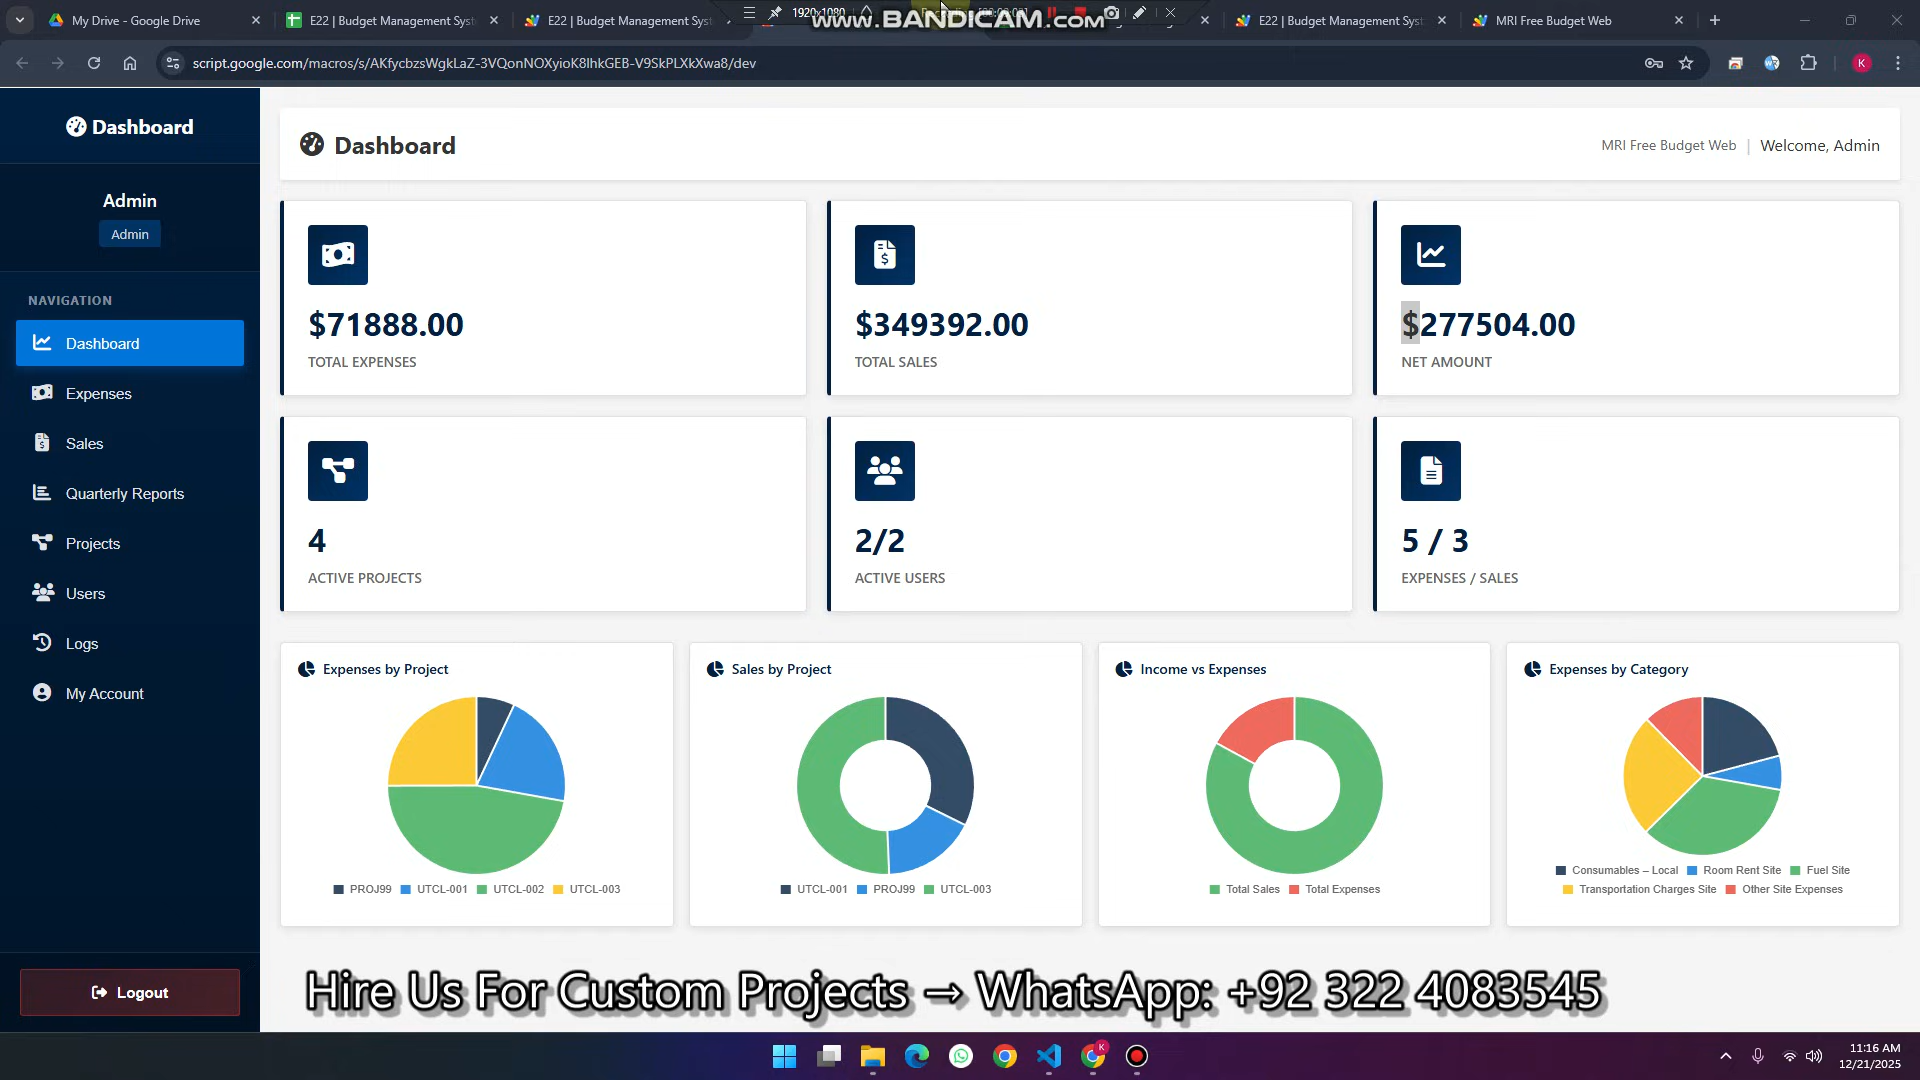 My Drive - Google Drive
E22 | Budget Management Sys
E22 | Budget Management Sys
E22 | Budget Management Sys
MRI Free Budget Web
1920x1080
www.BANDICAM.com
script.google.com/macros/s/AKfycbzsWgkLaZ-3VQonNOXyioK8lhkGEB-V9SkPLXkXwa8/dev
K
Dashboard
Admin
Admin
NAVIGATION
Dashboard
Expenses
Sales
Quarterly Reports
Projects
Users
Logs
My Account
Logout
Dashboard
MRI Free Budget Web | Welcome, Admin
$71888.00
TOTAL EXPENSES
$349392.00
TOTAL SALES
$277504.00
NET AMOUNT
4
ACTIVE PROJECTS
2/2
ACTIVE USERS
5 / 3
EXPENSES / SALES
Expenses by Project
PROJ99 UTCL-001 UTCL-002 UTCL-003
Sales by Project
UTCL-001 PROJ99 UTCL-003
Income vs Expenses
Total Sales Total Expenses
Expenses by Category
Consumables – Local Room Rent Site Fuel Site
Transportation Charges Site Other Site Expenses
Hire Us For Custom Projects → WhatsApp: +92 322 4083545
K
11:16 AM
12/21/2025